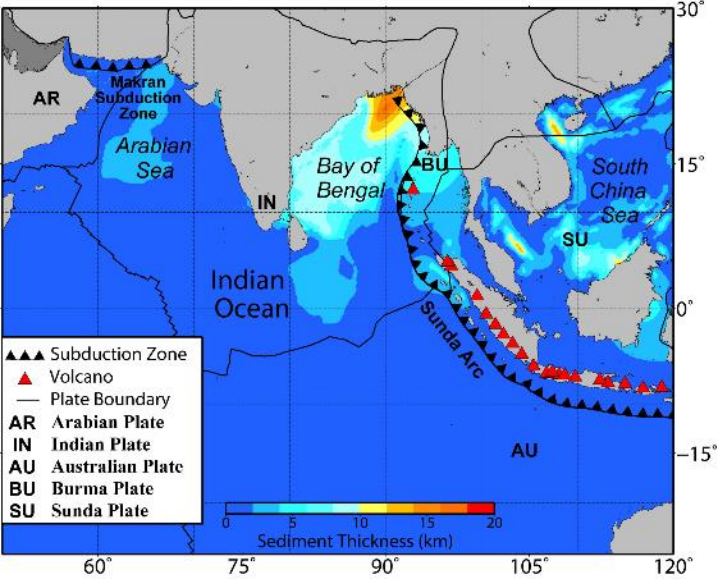 30°
AR
Makran
Subduction
Zone
Arabian
Sea
IN
Bay of
Bengal
BU
South
China
Sea
SU
15°
Indian
Ocean
0°
Sunda Arc
AU
−15°
Subduction Zone
Volcano
Plate Boundary
AR Arabian Plate
IN Indian Plate
AU Australian Plate
BU Burma Plate
SU Sunda Plate
0 5 10 15 20
Sediment Thickness (km)
60° 75° 90° 105° 120°